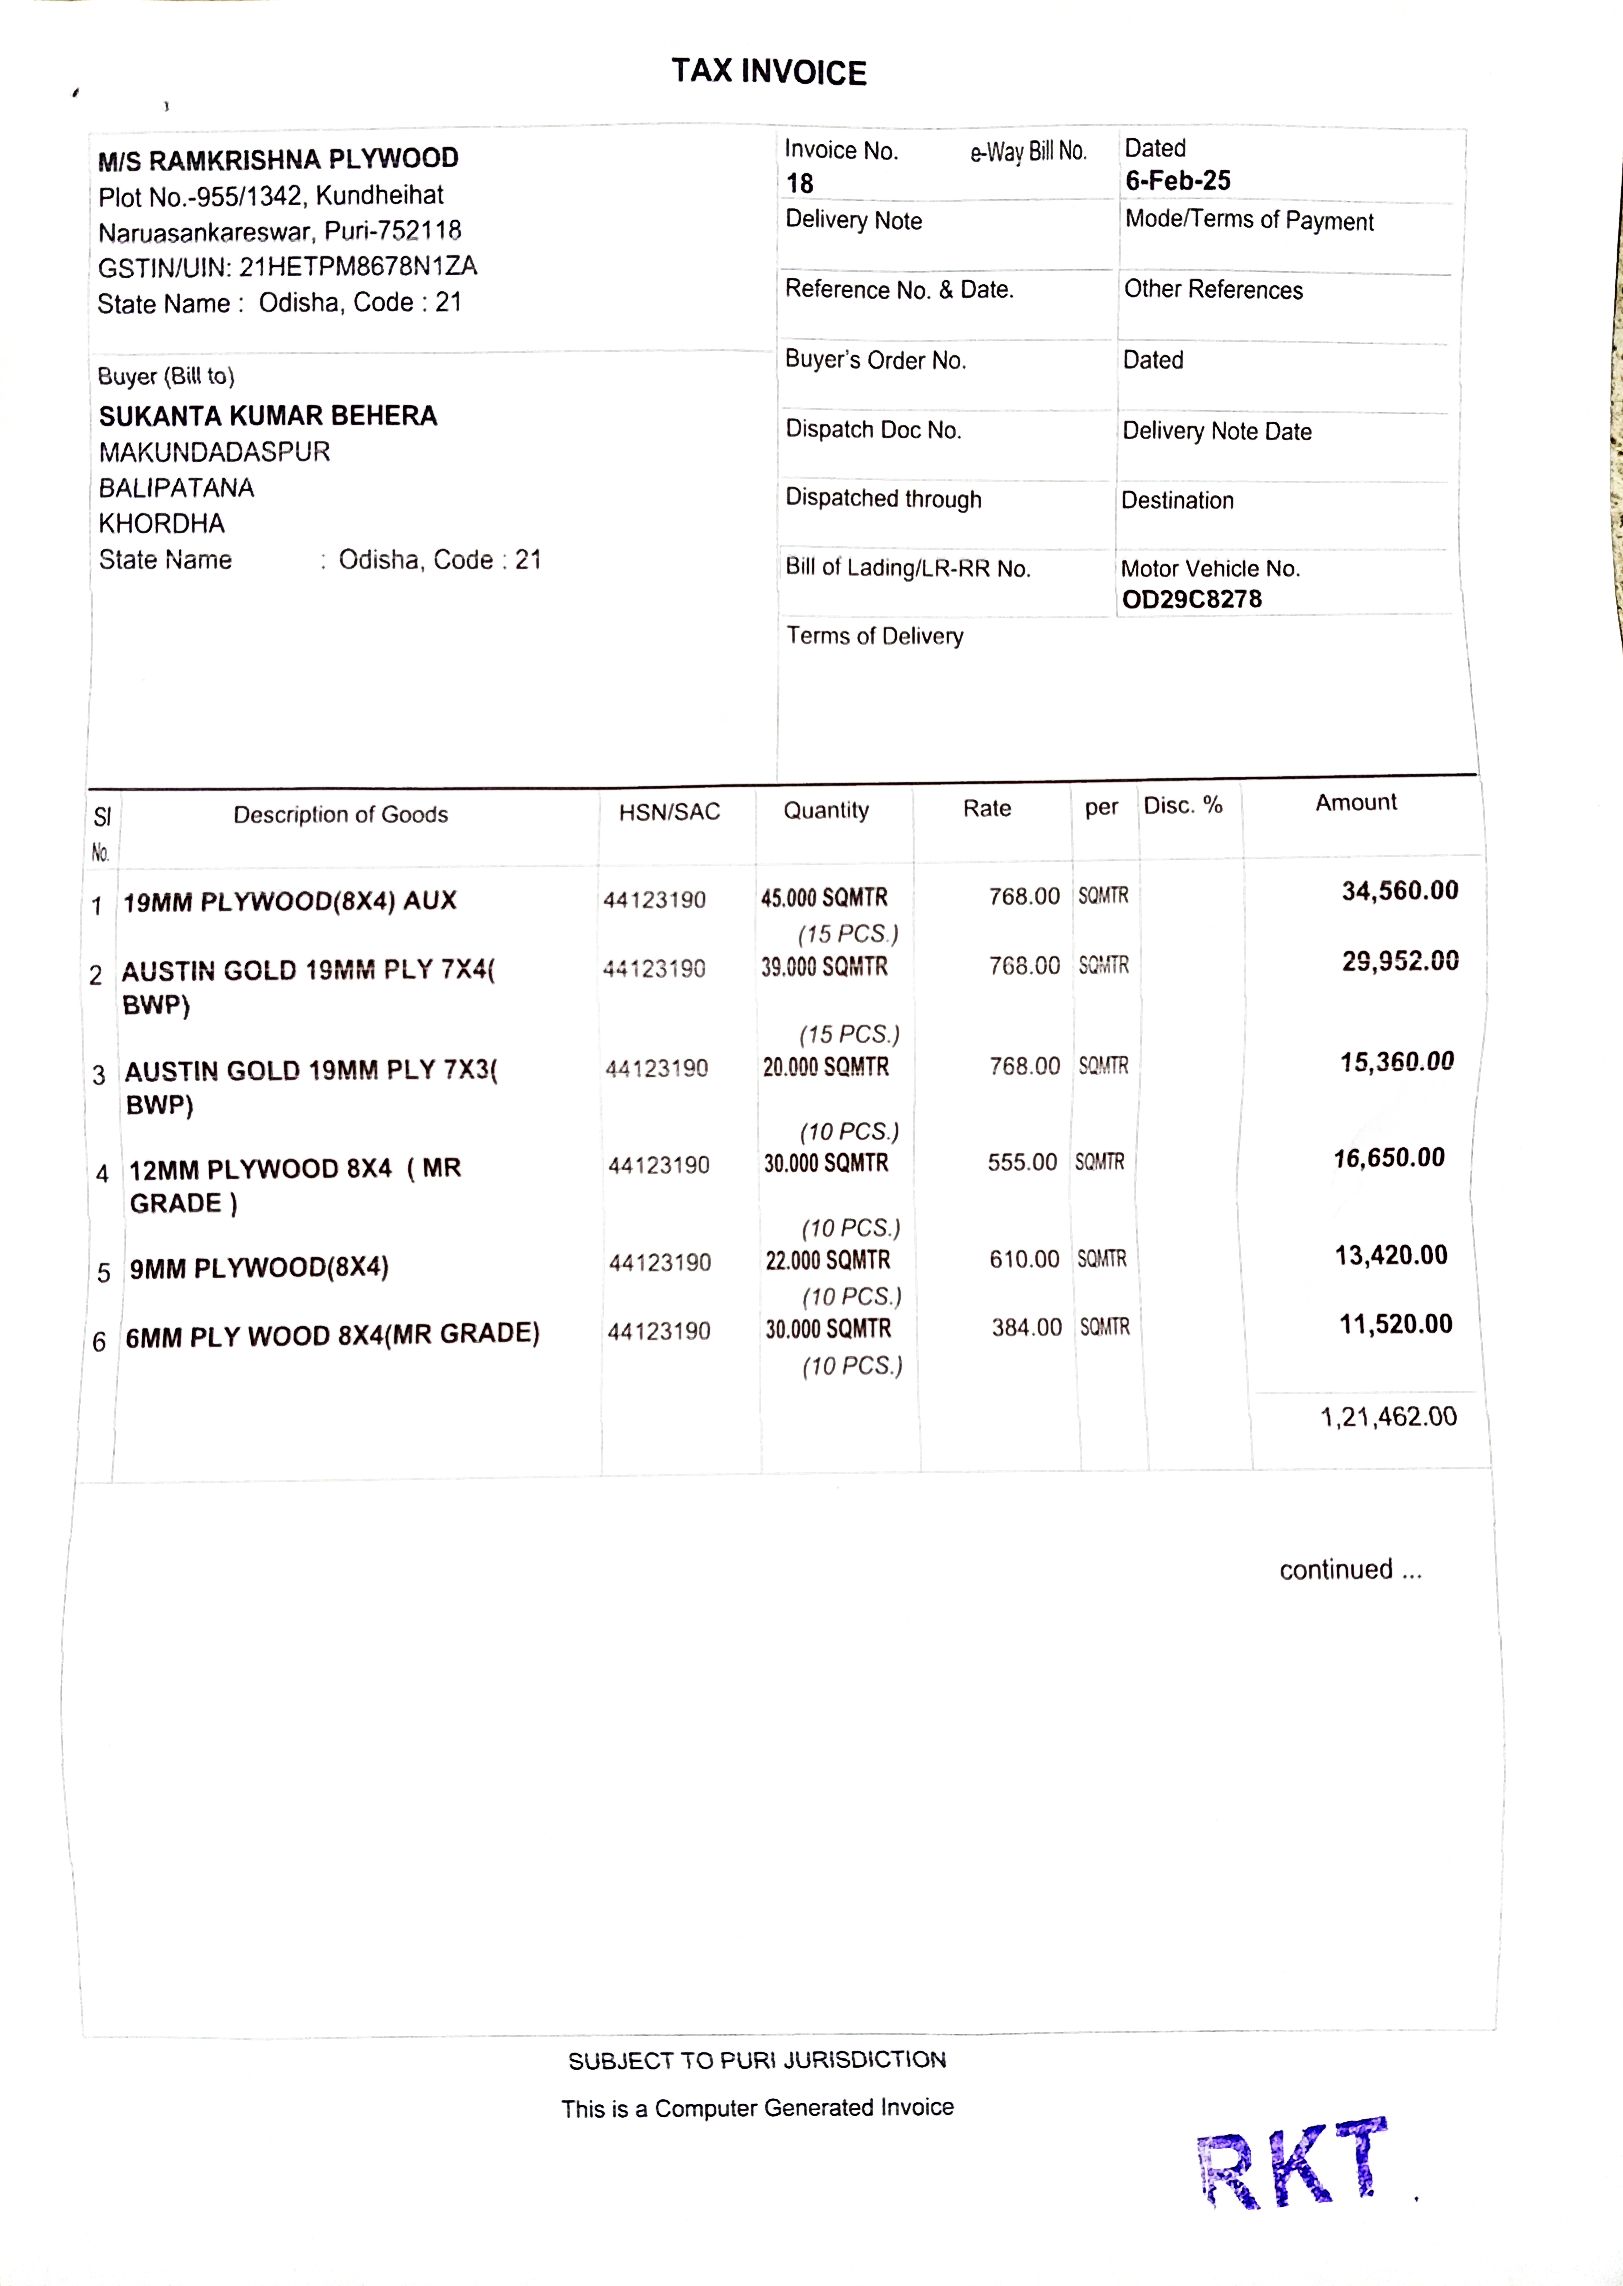 TAX INVOICE
M/S RAMKRISHNA PLYWOOD
Plot No.-955/1342, Kundheihat
Naruasankareswar, Puri-752118
GSTIN/UIN: 21HETPM8678N1ZA
State Name : Odisha, Code : 21
Buyer (Bill to)
SUKANTA KUMAR BEHERA
MAKUNDADASPUR
BALIPATANA
KHORDHA
State Name : Odisha, Code : 21
Invoice No. e-Way Bill No. Dated
18 6-Feb-25
Delivery Note Mode/Terms of Payment
Reference No. & Date. Other References
Buyer's Order No. Dated
Dispatch Doc No. Delivery Note Date
Dispatched through Destination
Bill of Lading/LR-RR No. Motor Vehicle No.
OD29C8278
Terms of Delivery
Sl Description of Goods HSN/SAC Quantity Rate per Disc. % Amount
No.
1 19MM PLYWOOD(8X4) AUX 44123190 45.000 SQMTR 768.00 SQMTR 34,560.00
(15 PCS.)
2 AUSTIN GOLD 19MM PLY 7X4( 44123190 39.000 SQMTR 768.00 SQMTR 29,952.00
BWP)
(15 PCS.)
3 AUSTIN GOLD 19MM PLY 7X3( 44123190 20.000 SQMTR 768.00 SQMTR 15,360.00
BWP)
(10 PCS.)
4 12MM PLYWOOD 8X4 ( MR 44123190 30.000 SQMTR 555.00 SQMTR 16,650.00
GRADE )
(10 PCS.)
5 9MM PLYWOOD(8X4) 44123190 22.000 SQMTR 610.00 SQMTR 13,420.00
(10 PCS.)
6 6MM PLY WOOD 8X4(MR GRADE) 44123190 30.000 SQMTR 384.00 SQMTR 11,520.00
(10 PCS.)
1,21,462.00
continued ...
SUBJECT TO PURI JURISDICTION
This is a Computer Generated Invoice
RKT